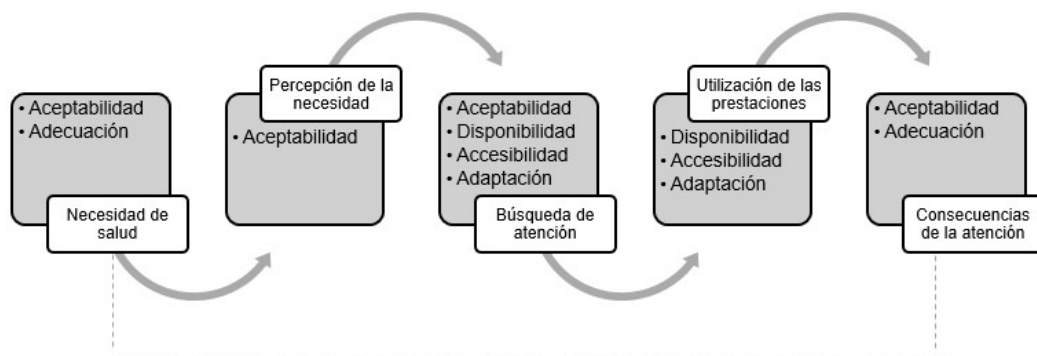 • Aceptabilidad
• Adecuación
Necesidad de
salud
Percepción de la
necesidad
• Aceptabilidad
• Aceptabilidad
• Disponibilidad
• Accesibilidad
• Adaptación
Búsqueda de
atención
Utilización de las
prestaciones
• Disponibilidad
• Accesibilidad
• Adaptación
• Aceptabilidad
• Adecuación
Consecuencias
de la atención